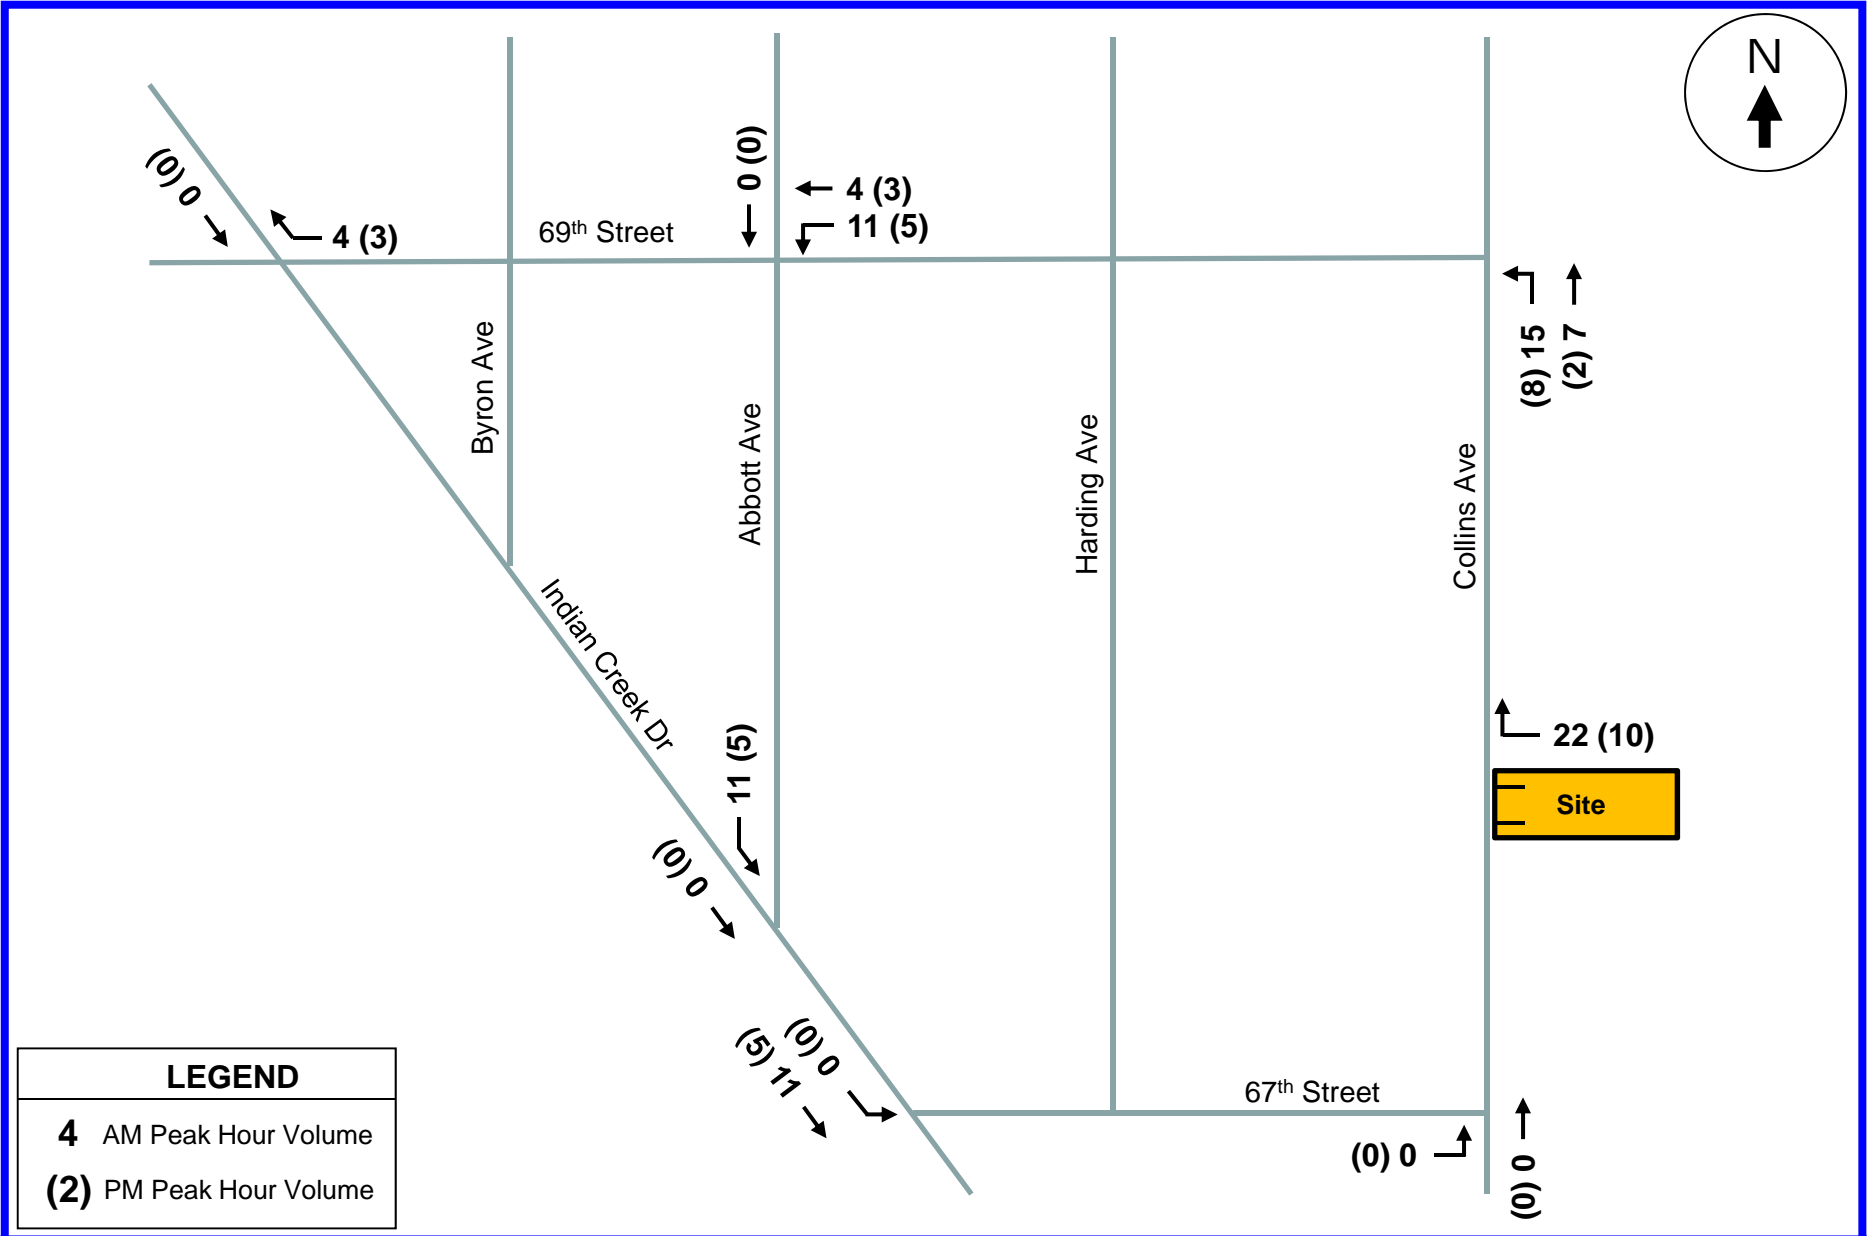 N
0 (0)
(0) 0
4 (3)
11 (5)
4 (3)
69th Street
(8) 15
(2) 7
Byron Ave
Abbott Ave
Harding Ave
Collins Ave
Indian Creek Dr
11 (5)
22 (10)
Site
(0) 0
(0) 0
(5) 11
67th Street
(0) 0
(0) 0
LEGEND
4 AM Peak Hour Volume
(2) PM Peak Hour Volume